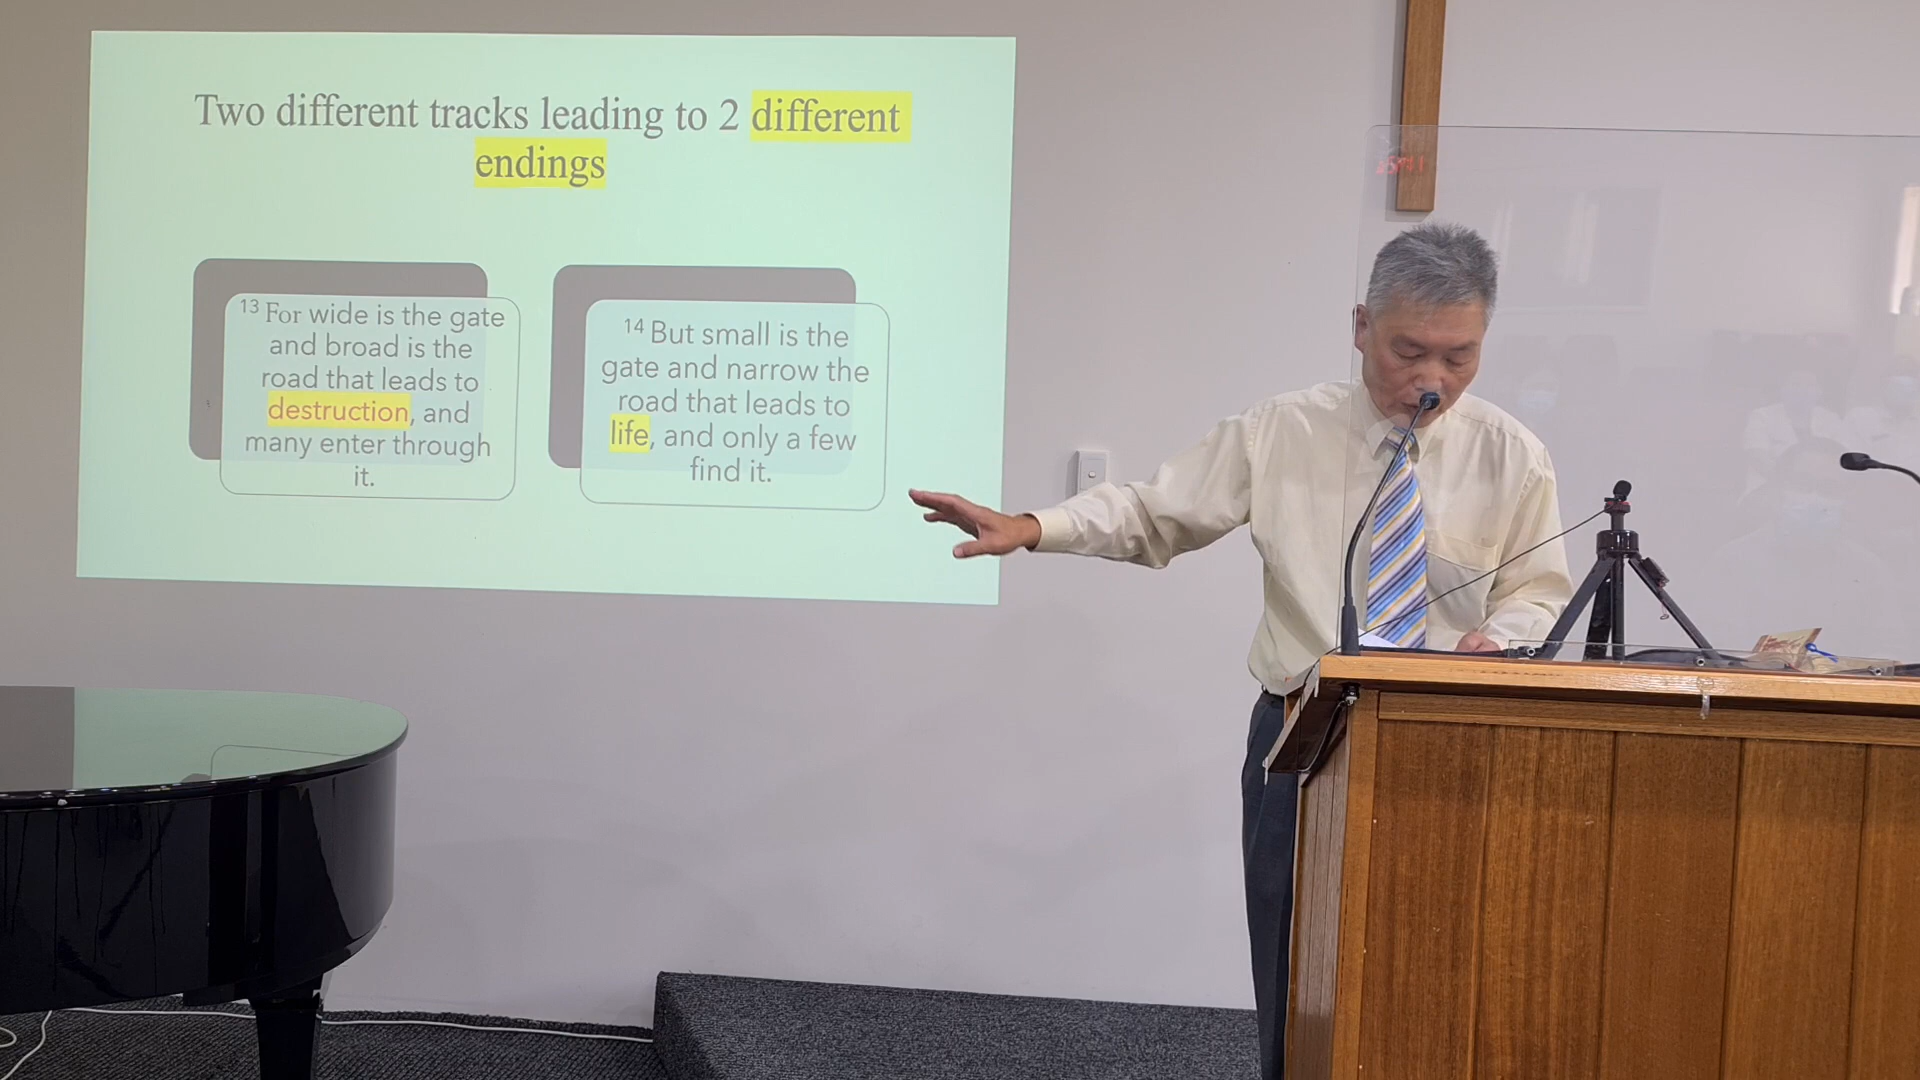 Two different tracks leading to 2 different
endings
13 For wide is the gate
and broad is the
road that leads to
destruction, and
many enter through
it.
14 But small is the
gate and narrow the
road that leads to
life, and only a few
find it.